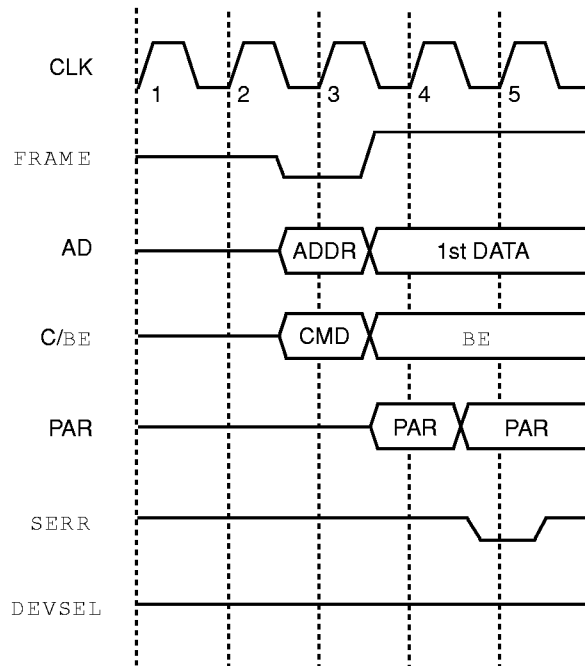 CLK
1 2 3 4 5
FRAME
AD ADDR 1st DATA
C/BE CMD BE
PAR PAR PAR
SERR
DEVSEL